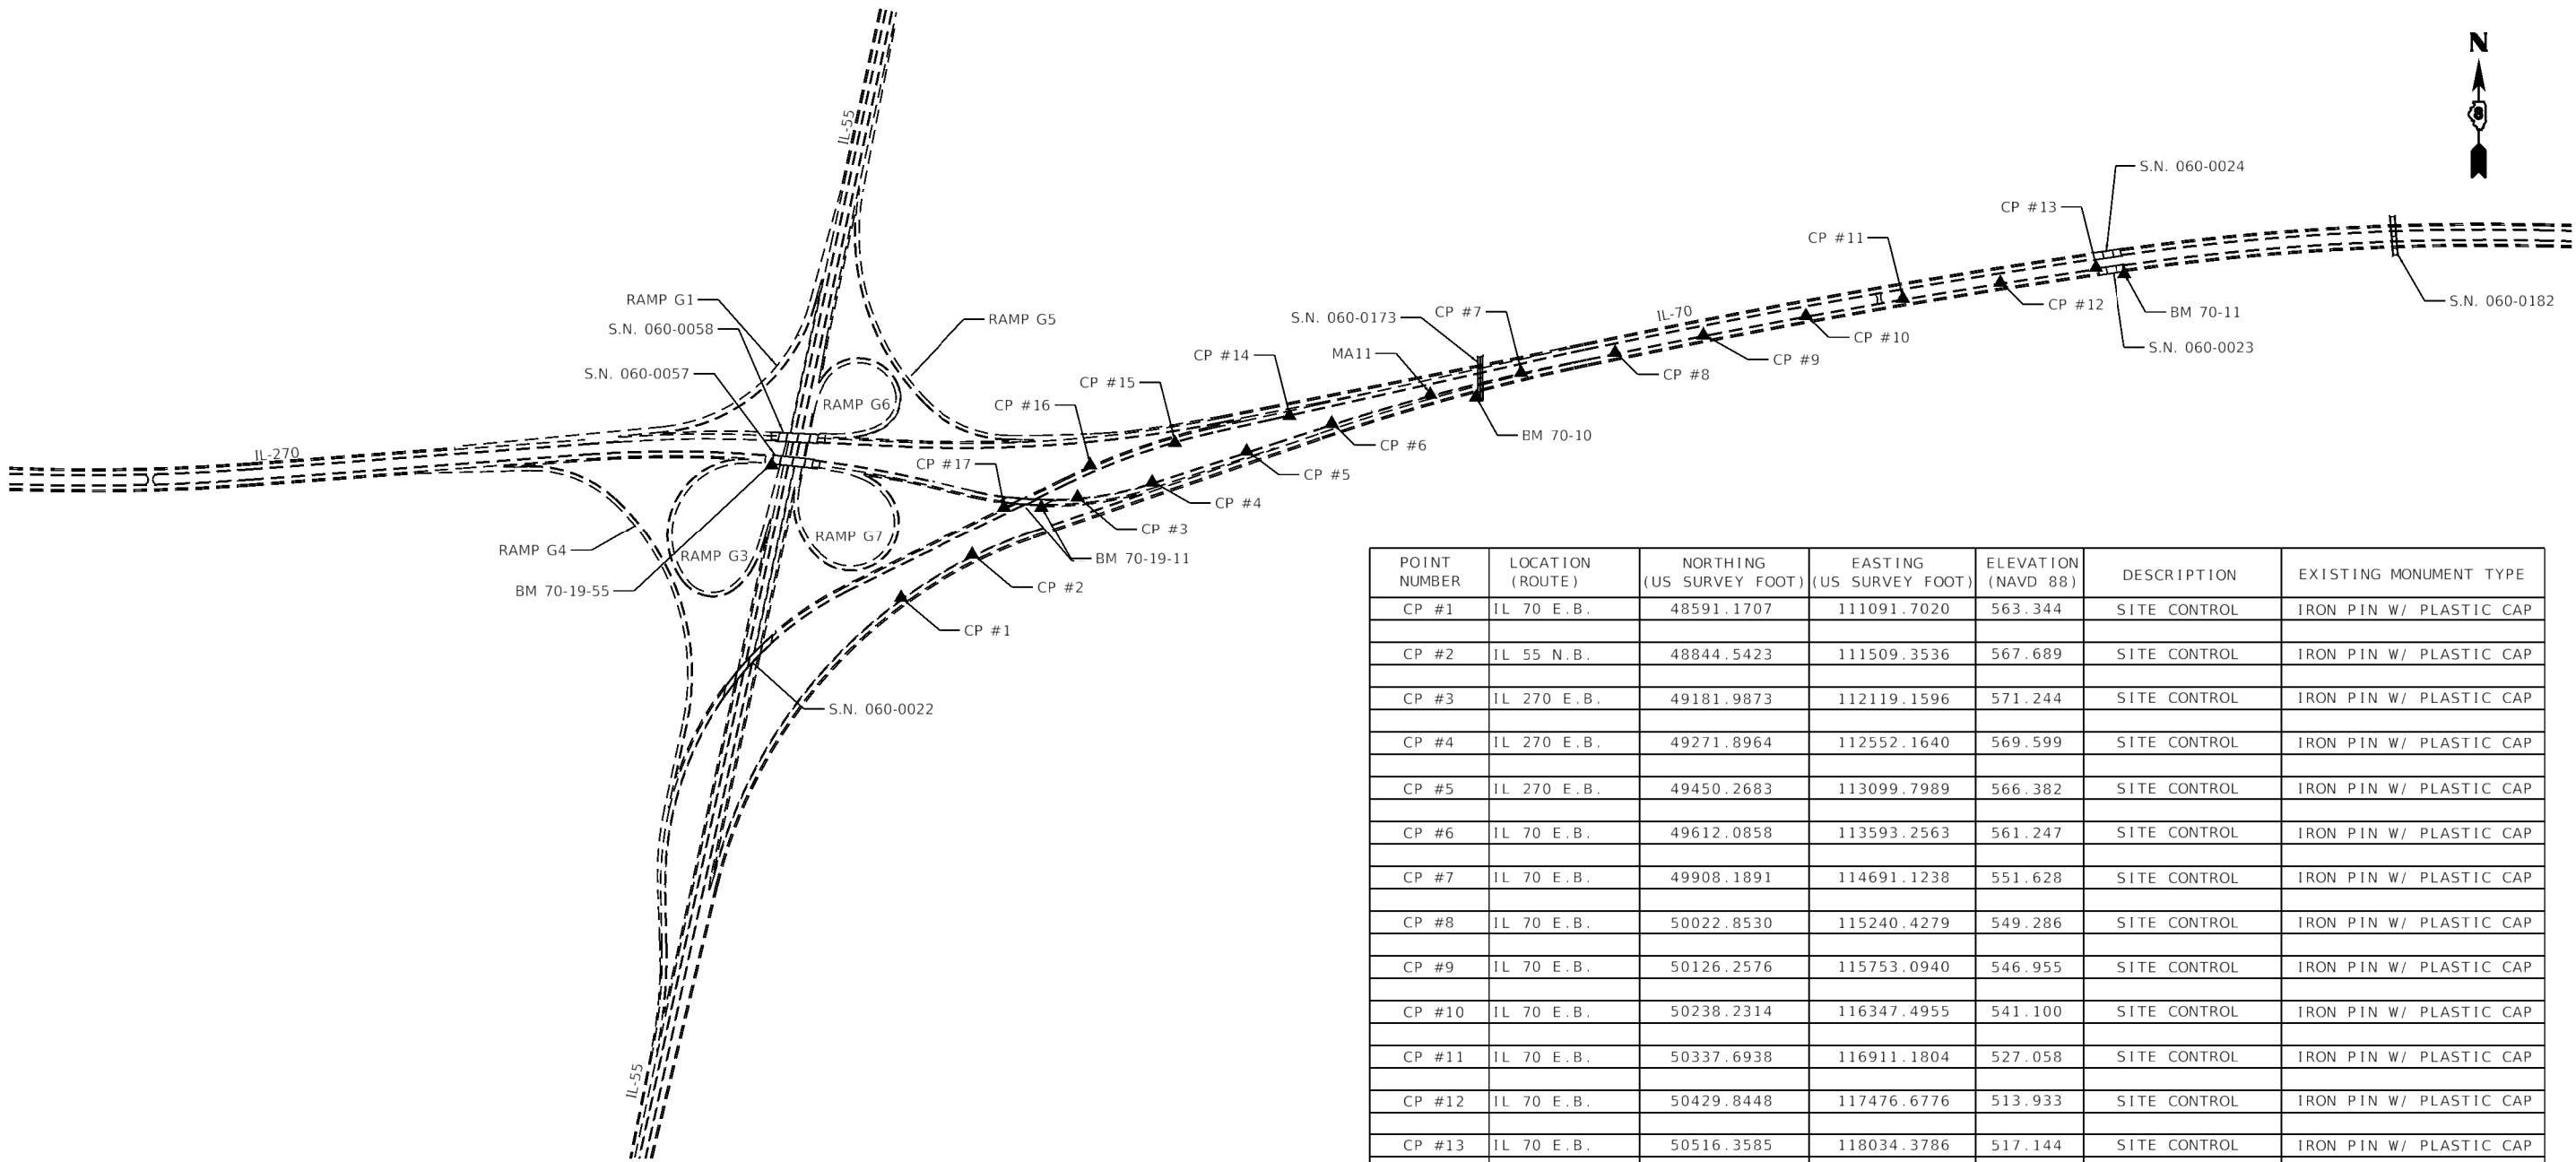 N
8
IL-55
S.N. 060-0024
CP #13
CP #11
RAMP G1
S.N. 060-0058
RAMP G5
S.N. 060-0173
CP #7
IL-70
CP #12
BM 70-11
S.N. 060-0182
S.N. 060-0057
CP #14
MA11
CP #10
CP #9
S.N. 060-0023
CP #15
CP #8
RAMP G6
CP #16
IL-270
CP #6
BM 70-10
CP #17
CP #5
CP #4
RAMP G4
RAMP G3
RAMP G7
CP #3
BM 70-19-11
BM 70-19-55
CP #2
CP #1
S.N. 060-0022
IL-55
POINT NUMBER LOCATION (ROUTE) NORTHING (US SURVEY FOOT) EASTING (US SURVEY FOOT) ELEVATION (NAVD 88) DESCRIPTION EXISTING MONUMENT TYPE
CP #1 IL 70 E.B. 48591.1707 111091.7020 563.344 SITE CONTROL IRON PIN W/ PLASTIC CAP
CP #2 IL 55 N.B. 48844.5423 111509.3536 567.689 SITE CONTROL IRON PIN W/ PLASTIC CAP
CP #3 IL 270 E.B. 49181.9873 112119.1596 571.244 SITE CONTROL IRON PIN W/ PLASTIC CAP
CP #4 IL 270 E.B. 49271.8964 112552.1640 569.599 SITE CONTROL IRON PIN W/ PLASTIC CAP
CP #5 IL 270 E.B. 49450.2683 113099.7989 566.382 SITE CONTROL IRON PIN W/ PLASTIC CAP
CP #6 IL 70 E.B. 49612.0858 113593.2563 561.247 SITE CONTROL IRON PIN W/ PLASTIC CAP
CP #7 IL 70 E.B. 49908.1891 114691.1238 551.628 SITE CONTROL IRON PIN W/ PLASTIC CAP
CP #8 IL 70 E.B. 50022.8530 115240.4279 549.286 SITE CONTROL IRON PIN W/ PLASTIC CAP
CP #9 IL 70 E.B. 50126.2576 115753.0940 546.955 SITE CONTROL IRON PIN W/ PLASTIC CAP
CP #10 IL 70 E.B. 50238.2314 116347.4955 541.100 SITE CONTROL IRON PIN W/ PLASTIC CAP
CP #11 IL 70 E.B. 50337.6938 116911.1804 527.058 SITE CONTROL IRON PIN W/ PLASTIC CAP
CP #12 IL 70 E.B. 50429.8448 117476.6776 513.933 SITE CONTROL IRON PIN W/ PLASTIC CAP
CP #13 IL 70 E.B. 50516.3585 118034.3786 517.144 SITE CONTROL IRON PIN W/ PLASTIC CAP